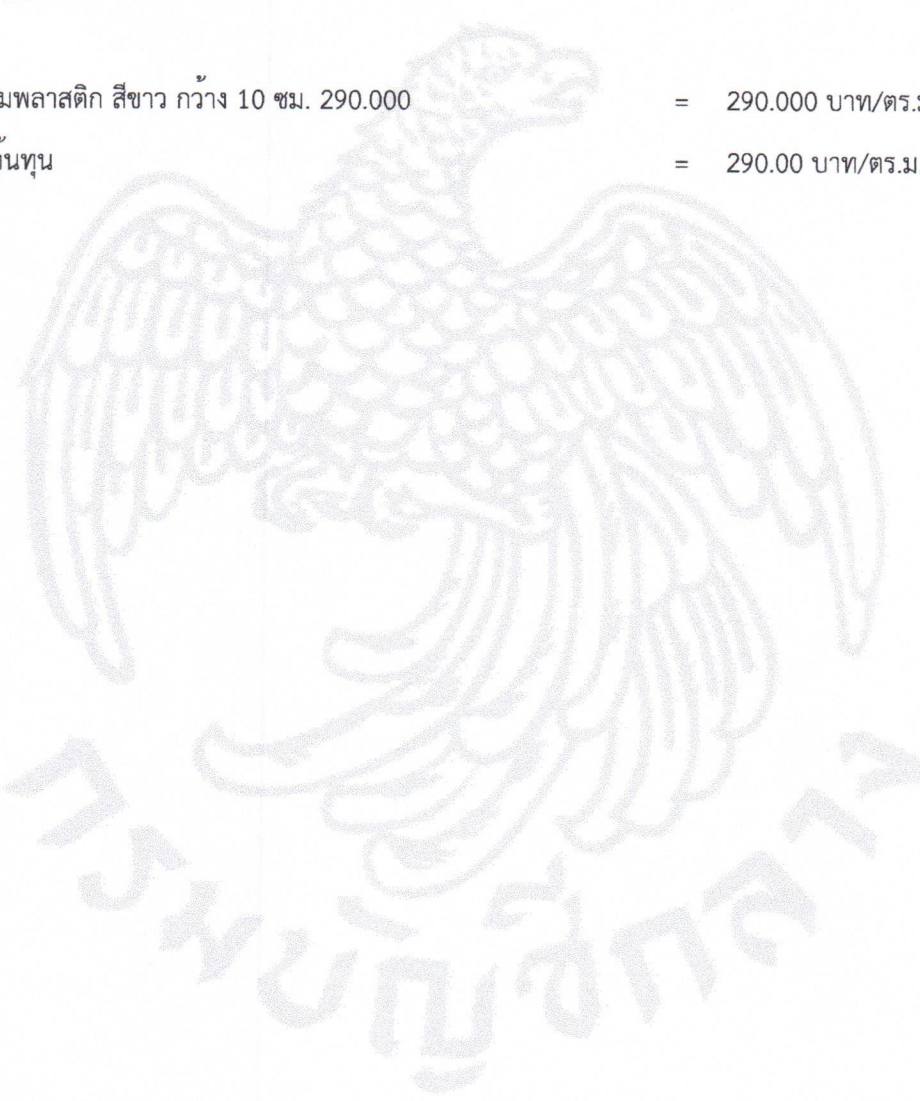 มพลาสติก สีขาว กว้าง 10 ซม. 290.000 = 290.000 บาท/ตร.ม
ต้นทุน = 290.00 บาท/ตร.ม
กรมบัญชีกลาง